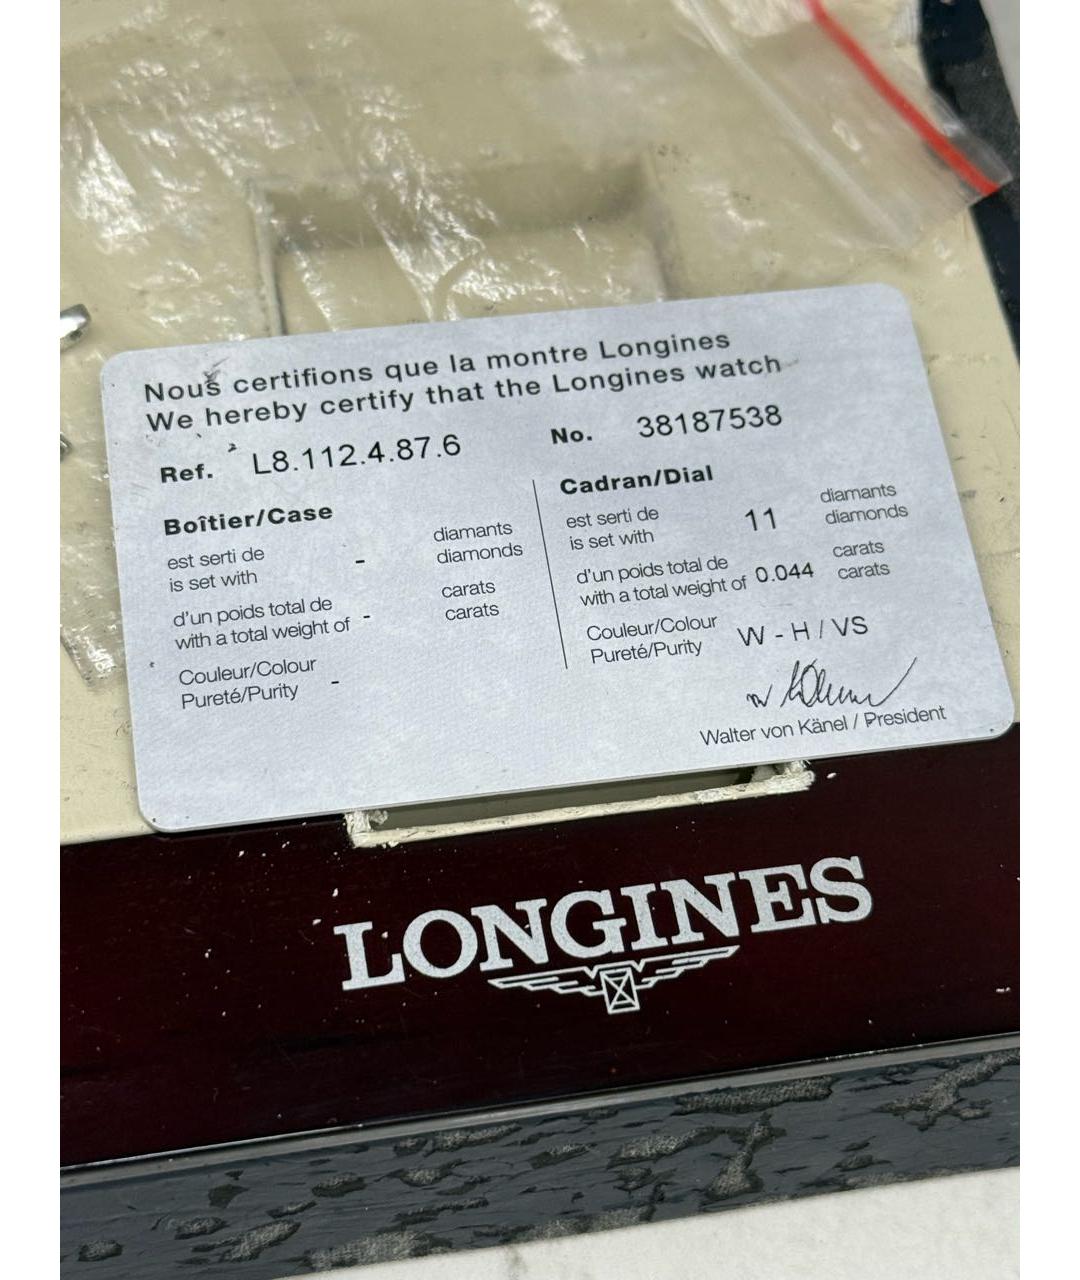 Nous certifions que la montre Longines
We hereby certify that the Longines watch
Ref. L8.112.4.87.6 No. 38187538
Boîtier/Case
est serti de
is set with
-
diamants
diamonds
d'un poids total de
with a total weight of
-
carats
carats
Couleur/Colour
Pureté/Purity
-
Cadran/Dial
est serti de
is set with
11
diamants
diamonds
d'un poids total de
with a total weight of
0.044
carats
carats
Couleur/Colour
Pureté/Purity
W - H / VS
Walter von Känel / President
LONGINES